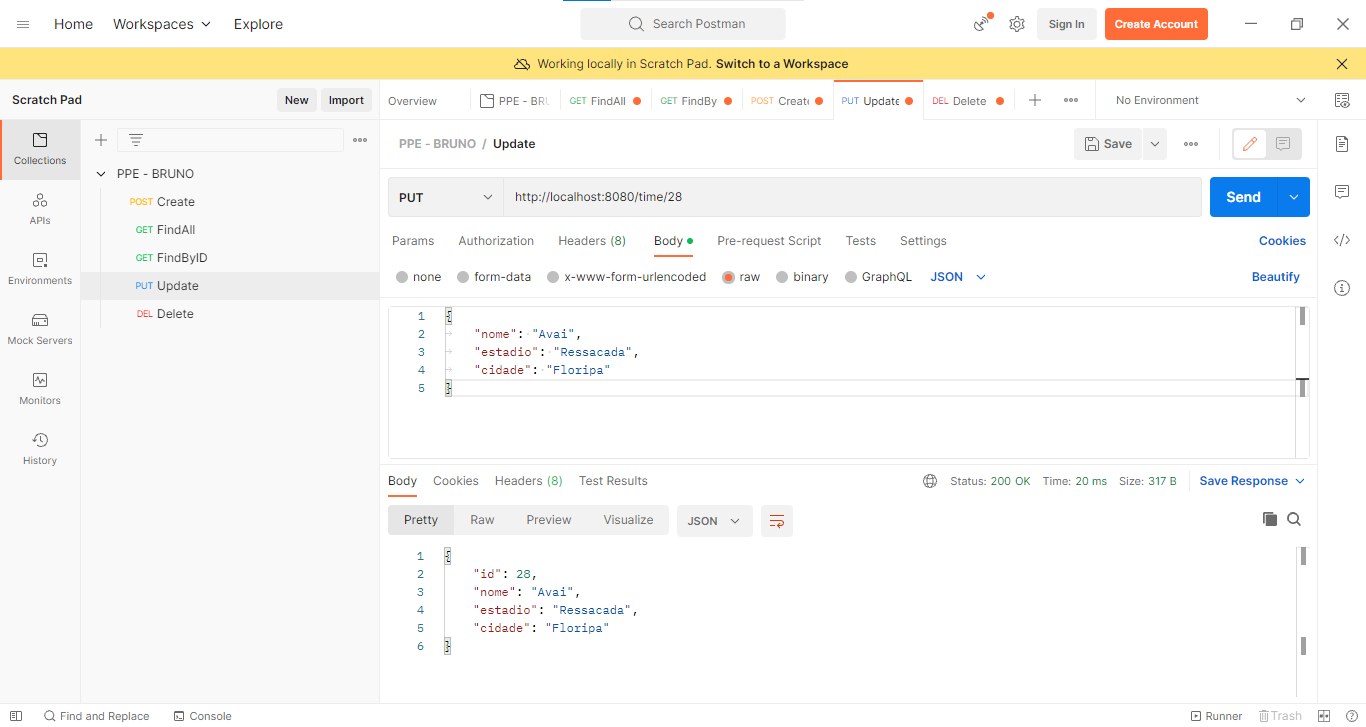 Home Workspaces Explore Search Postman Sign In Create Account
Working locally in Scratch Pad. Switch to a Workspace
Scratch Pad New Import Overview PPE - BRU GET FindAll GET FindBy POST Create PUT Update DEL Delete No Environment
Collections
APIs
Environments
Mock Servers
Monitors
History
PPE - BRUNO
POST Create
GET FindAll
GET FindByID
PUT Update
DEL Delete
PPE - BRUNO / Update Save
PUT http://localhost:8080/time/28 Send
Params Authorization Headers (8) Body Pre-request Script Tests Settings Cookies
none form-data x-www-form-urlencoded raw binary GraphQL JSON Beautify
1 {
2 "nome": "Avai",
3 "estadio": "Ressacada",
4 "cidade": "Floripa"
5 }
Body Cookies Headers (8) Test Results Status: 200 OK Time: 20 ms Size: 317 B Save Response
Pretty Raw Preview Visualize JSON
1 {
2 "id": 28,
3 "nome": "Avai",
4 "estadio": "Ressacada",
5 "cidade": "Floripa"
6 }
Find and Replace Console Runner Trash